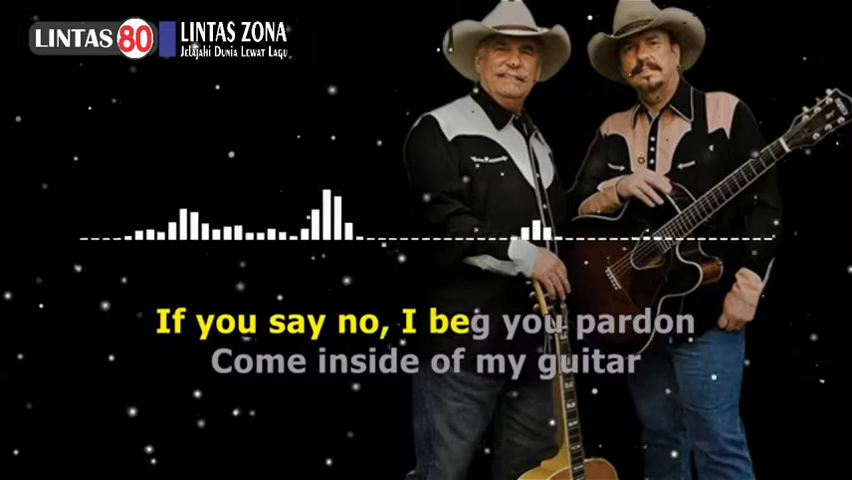 LINTAS 80
LINTAS ZONA
Jelajahi Dunia Lewat Lagu
If you say no, I beg you pardon
Come inside of my guitar